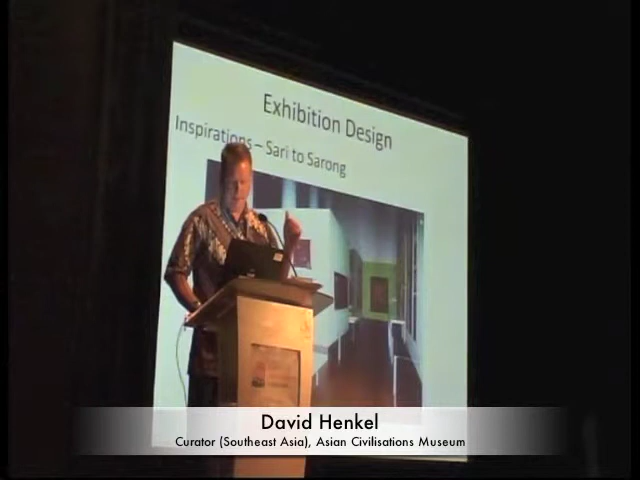 Exhibition Design
Inspirations – Sari to Sarong
David Henkel
Curator (Southeast Asia), Asian Civilisations Museum